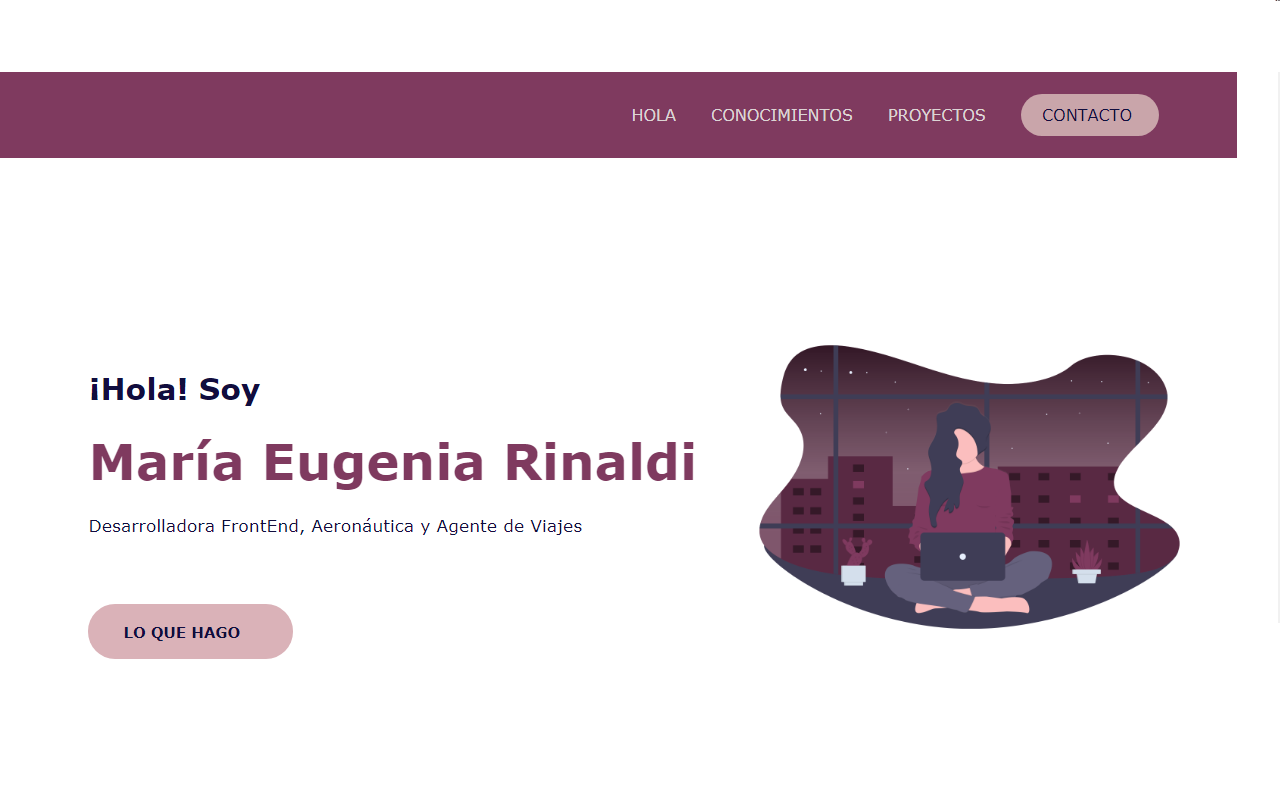 HOLA CONOCIMIENTOS PROYECTOS CONTACTO
¡Hola! Soy
María Eugenia Rinaldi
Desarrolladora FrontEnd, Aeronáutica y Agente de Viajes
LO QUE HAGO